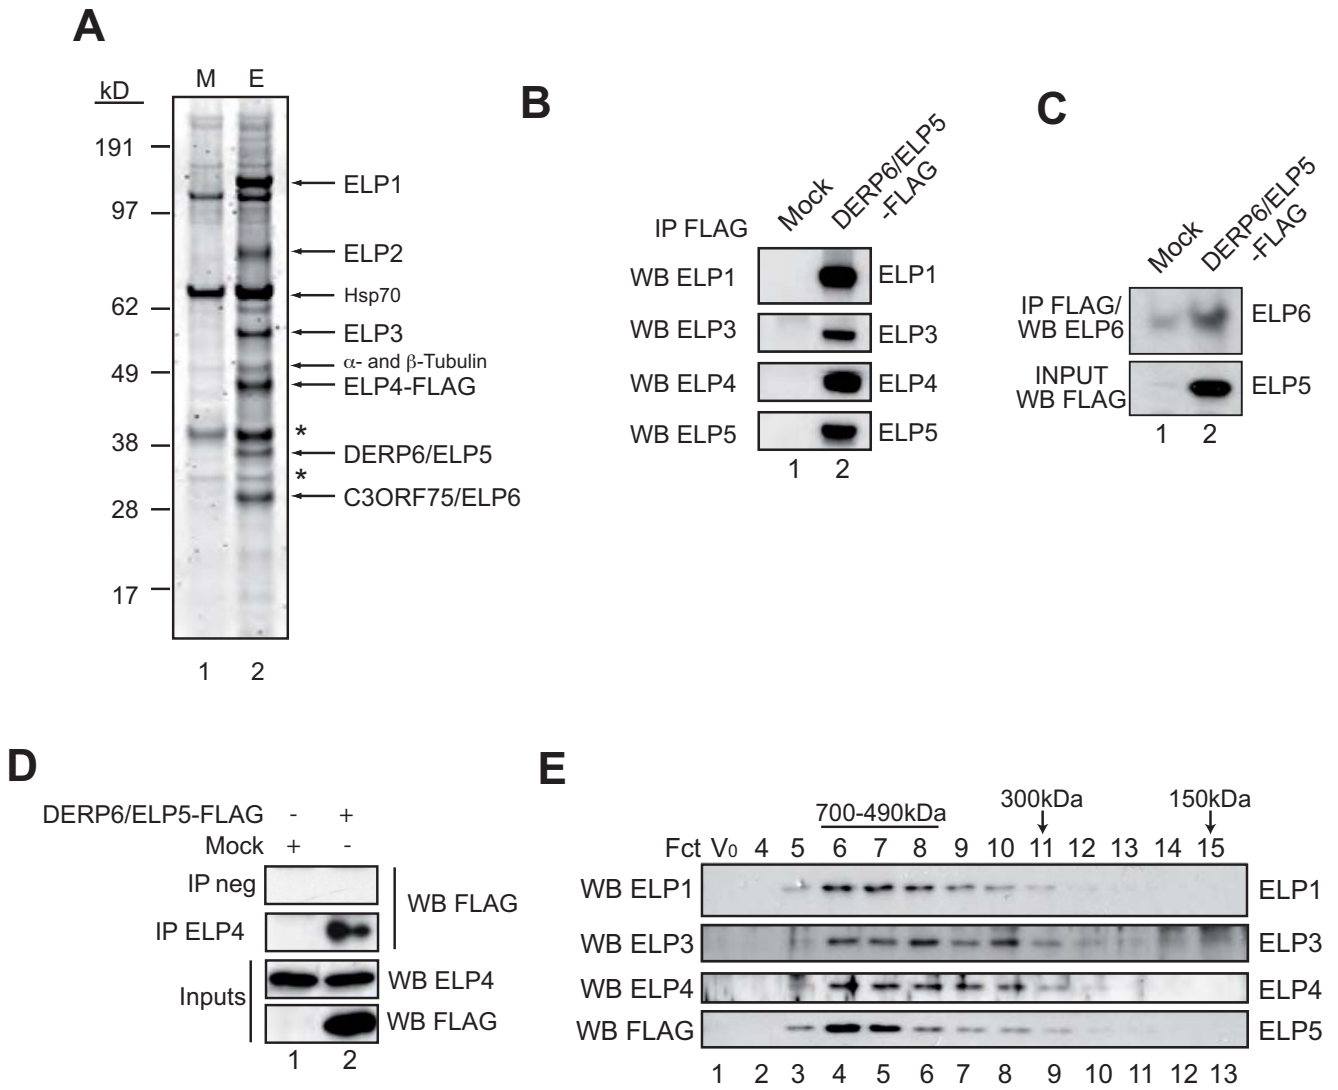 A
M E
kD
191
97
62
49
38
28
17
ELP1
ELP2
Hsp70
ELP3
α- and β-Tubulin
ELP4-FLAG
*
DERP6/ELP5
*
C3ORF75/ELP6
1 2
B
Mock
DERP6/ELP5
-FLAG
IP FLAG
WB ELP1 ELP1
WB ELP3 ELP3
WB ELP4 ELP4
WB ELP5 ELP5
1 2
C
Mock
DERP6/ELP5
-FLAG
IP FLAG/
WB ELP6
ELP6
INPUT
WB FLAG
ELP5
1 2
D
DERP6/ELP5-FLAG - +
Mock + -
IP neg
IP ELP4
WB FLAG
Inputs
WB ELP4
WB FLAG
1 2
E
700-490kDa 300kDa 150kDa
Fct V0 4 5 6 7 8 9 10 11 12 13 14 15
WB ELP1 ELP1
WB ELP3 ELP3
WB ELP4 ELP4
WB FLAG ELP5
1 2 3 4 5 6 7 8 9 10 11 12 13